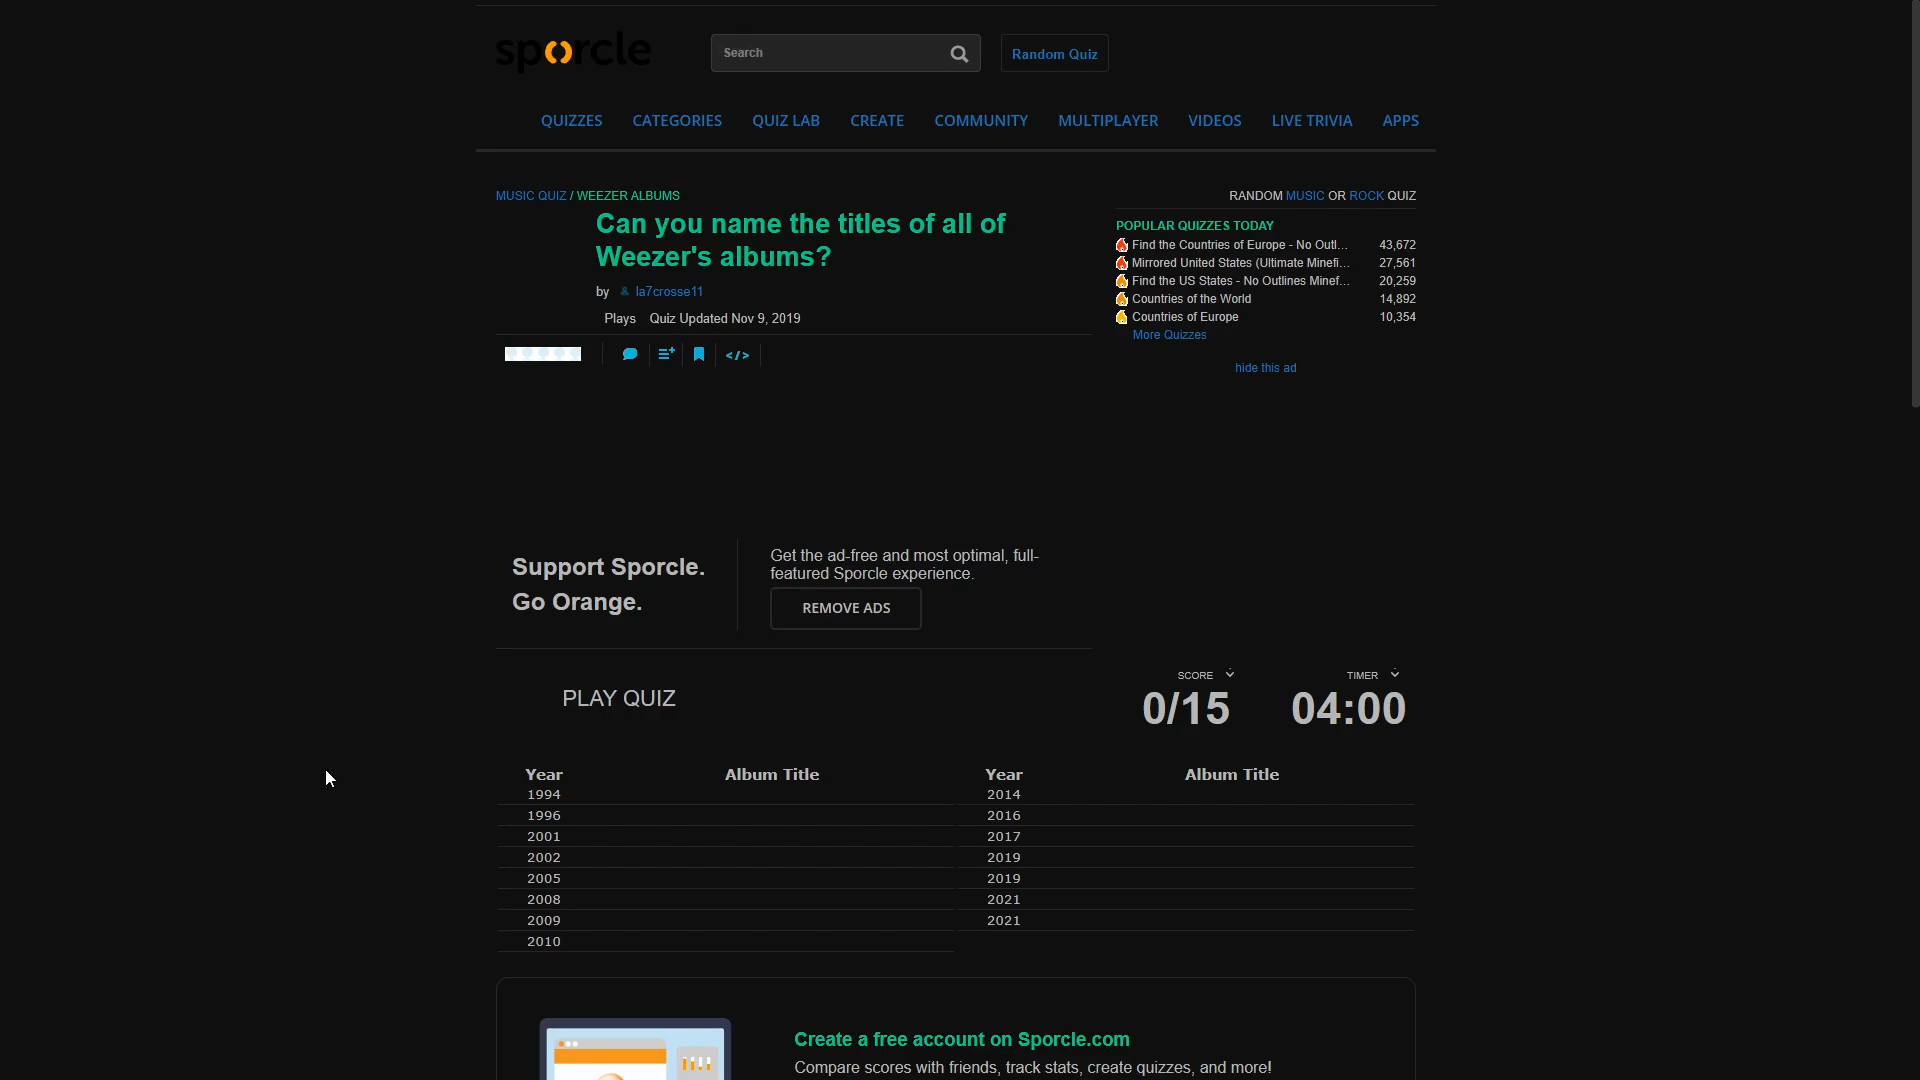 sporcle
Search
Random Quiz
QUIZZES CATEGORIES QUIZ LAB CREATE COMMUNITY MULTIPLAYER VIDEOS LIVE TRIVIA APPS
MUSIC QUIZ / WEEZER ALBUMS
Can you name the titles of all of
Weezer's albums?
by la7crosse11
Plays Quiz Updated Nov 9, 2019
</>
RANDOM MUSIC OR ROCK QUIZ
POPULAR QUIZZES TODAY
Find the Countries of Europe - No Outl... 43,672
Mirrored United States (Ultimate Minefi... 27,561
Find the US States - No Outlines Minef... 20,259
Countries of the World 14,892
Countries of Europe 10,354
More Quizzes
hide this ad
Support Sporcle.
Go Orange.
Get the ad-free and most optimal, full-
featured Sporcle experience.
REMOVE ADS
PLAY QUIZ
SCORE
0/15
TIMER
04:00
Year Album Title
1994
1996
2001
2002
2005
2008
2009
2010
Year Album Title
2014
2016
2017
2019
2019
2021
2021
Create a free account on Sporcle.com
Compare scores with friends, track stats, create quizzes, and more!